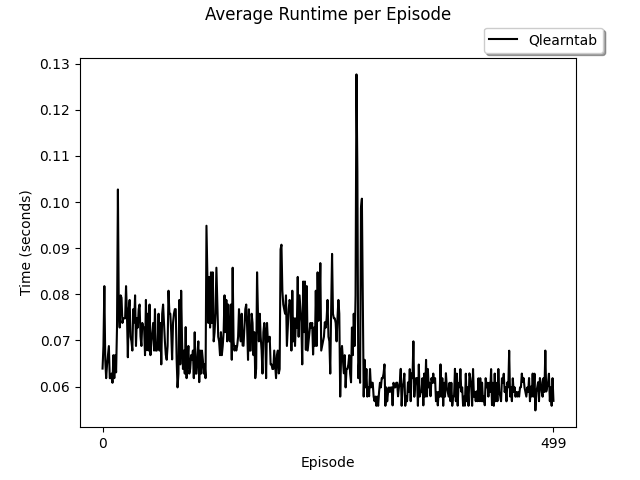 Average Runtime per Episode
Qlearntab
0.13
0.12
0.11
0.10
0.09
0.08
0.07
0.06
Time (seconds)
0
499
Episode